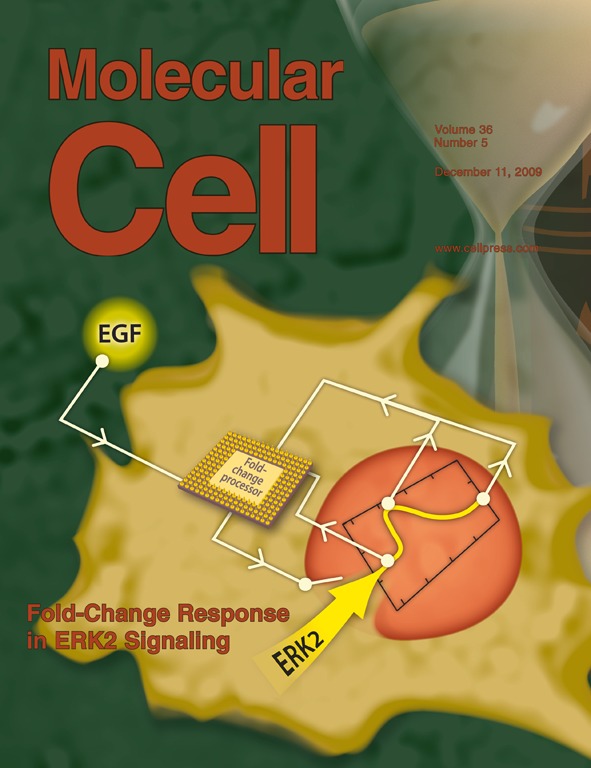 Molecular
Cell
Volume 36
Number 5
December 11, 2009
www.cellpress.com
EGF
Fold-
change
processor
ERK2
Fold-Change Response
in ERK2 Signaling